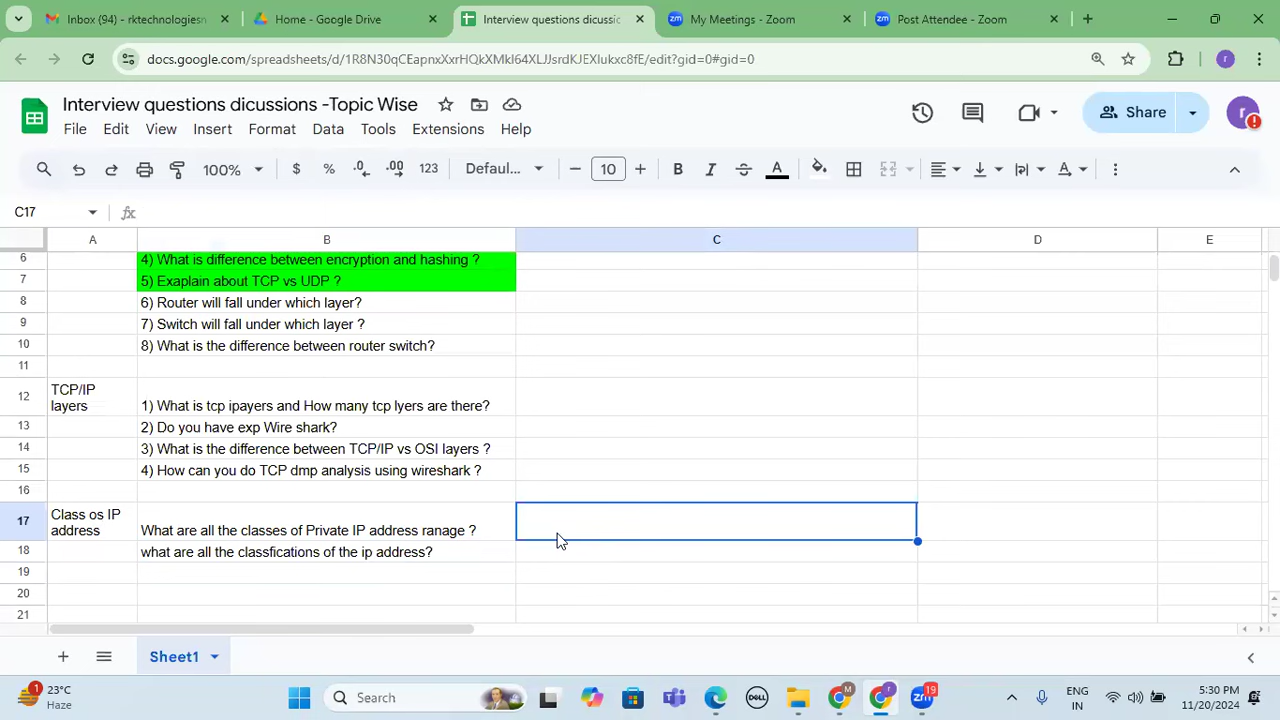 Inbox (94) - rktechnologiesn
Home - Google Drive
Interview questions dicussic
My Meetings - Zoom
Post Attendee - Zoom
docs.google.com/spreadsheets/d/1R8N30qCEapnxXxrHQkXMkl64XLJJsrdKJEXlukxc8fE/edit?gid=0#gid=0
Interview questions dicussions -Topic Wise
Share
File Edit View Insert Format Data Tools Extensions Help
100% $ % .0 .00 123 Defaul... 10 B I A
C17 fx
A B C D E
6 4) What is difference between encryption and hashing ?
7 5) Exaplain about TCP vs UDP ?
8 6) Router will fall under which layer?
9 7) Switch will fall under which layer ?
10 8) What is the difference between router switch?
11
12 TCP/IP layers 1) What is tcp ipayers and How many tcp lyers are there?
13 2) Do you have exp Wire shark?
14 3) What is the difference between TCP/IP vs OSI layers ?
15 4) How can you do TCP dmp analysis using wireshark ?
16
17 Class os IP address What are all the classes of Private IP address ranage ?
18 what are all the classfications of the ip address?
19
20
21
Sheet1
23°C
Haze
Search
ENG
IN
5:30 PM
11/20/2024